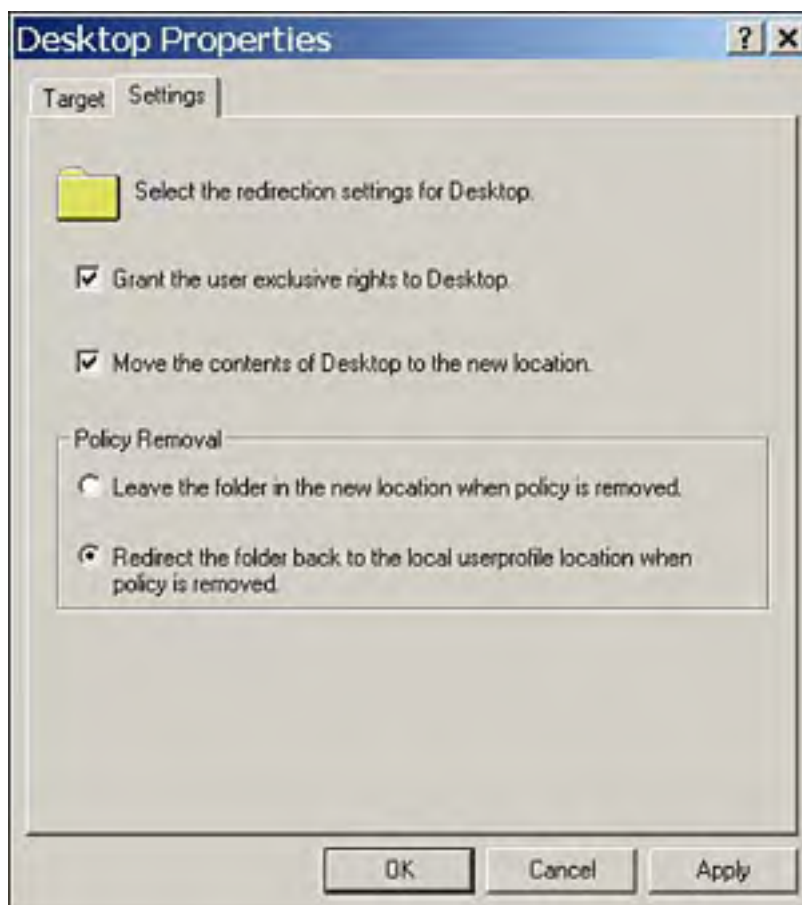 Desktop Properties
?
Target
Settings
Select the redirection settings for Desktop.
Grant the user exclusive rights to Desktop.
Move the contents of Desktop to the new location.
Policy Removal
Leave the folder in the new location when policy is removed.
Redirect the folder back to the local userprofile location when
policy is removed.
OK
Cancel
Apply